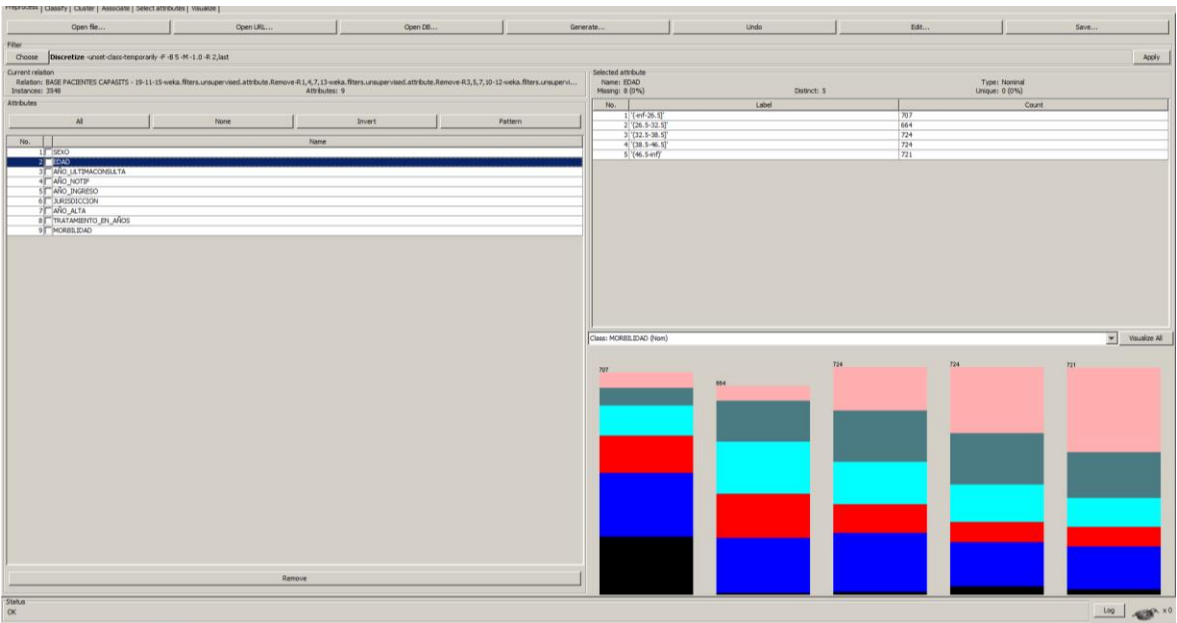 Preprocess | Classify | Cluster | Associate | Select attributes | Visualize |
Open file... Open URL... Open DB... Generate... Undo Edit... Save...
Filter
Choose Discretize -unset-class-temporarily -F -B 5 -M -1.0 -R 2,last Apply
Current relation
Relation: BASE PACIENTES CAPASITS - 19-11-15-weka.filters.unsupervised.attribute.Remove-R1,4,7,13-weka.filters.unsupervised.attribute.Remove-R3,5,7,10-12-weka.filters.unsupervi...
Instances: 3548 Attributes: 9
Attributes
All None Invert Pattern
No. Name
1 SEXO
2 EDAD
3 AÑO_ULTIMACONSULTA
4 AÑO_NOTIF
5 AÑO_INGRESO
6 JURISDICCION
7 AÑO_ALTA
8 TRATAMIENTO_EN_AÑOS
9 MORBILIDAD
Remove
Selected attribute
Name: EDAD Type: Nominal
Missing: 8 (0%) Distinct: 5 Unique: 0 (0%)
No. Label Count
1 '(-inf-26.5]' 707
2 '(26.5-32.5]' 664
3 '(32.5-38.5]' 724
4 '(38.5-46.5]' 724
5 '(46.5-inf)' 721
Class: MORBILIDAD (Nom) Visualize All
707 664 724 724 721
Status
OK Log x 0